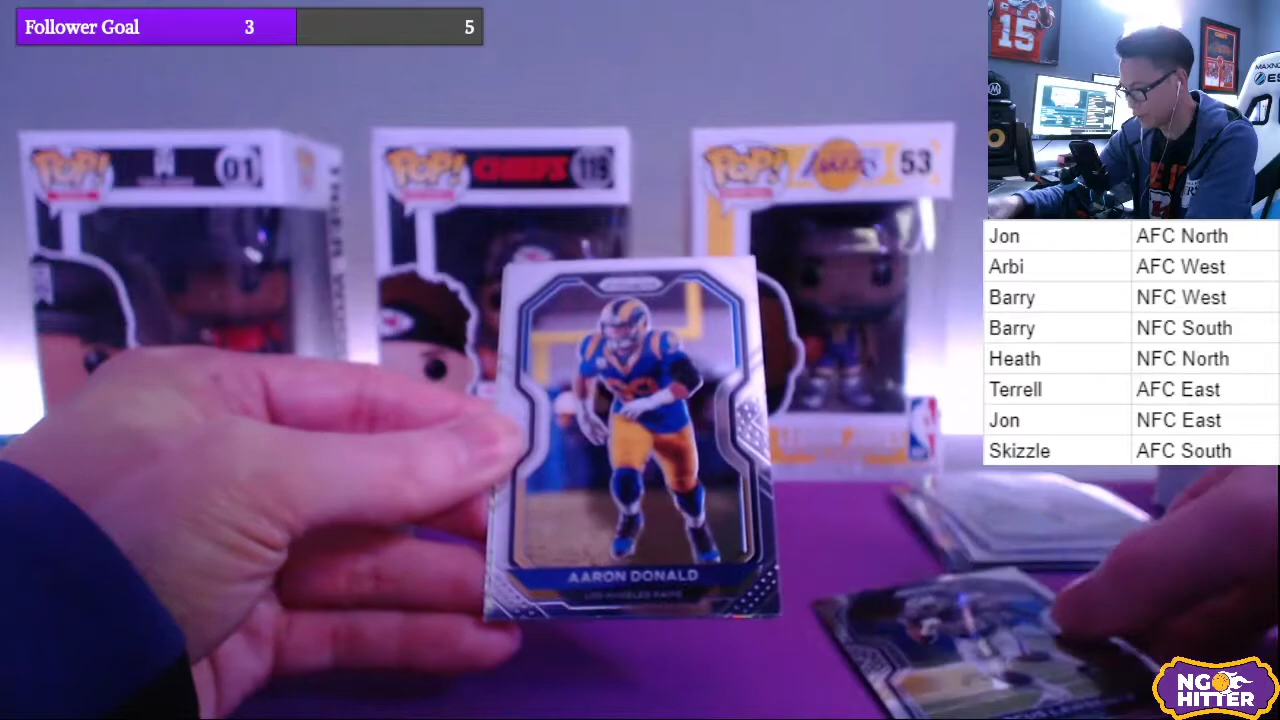 Follower Goal 3 5
15
POP! 01
POP! CHIEFS 119
POP! LAKERS 53
AARON DONALD
LOS ANGELES RAMS
Jon AFC North
Arbi AFC West
Barry NFC West
Barry NFC South
Heath NFC North
Terrell AFC East
Jon NFC East
Skizzle AFC South
NGO
HITTER